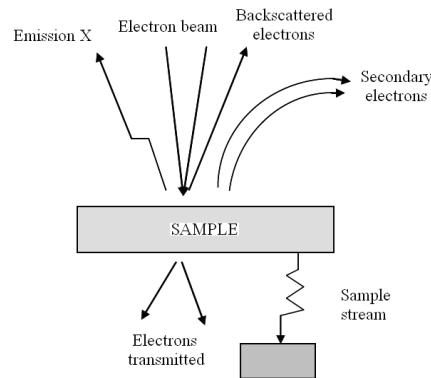 Emission X
Electron beam
Backscattered
electrons
Secondary
electrons
SAMPLE
Electrons
transmitted
Sample
stream